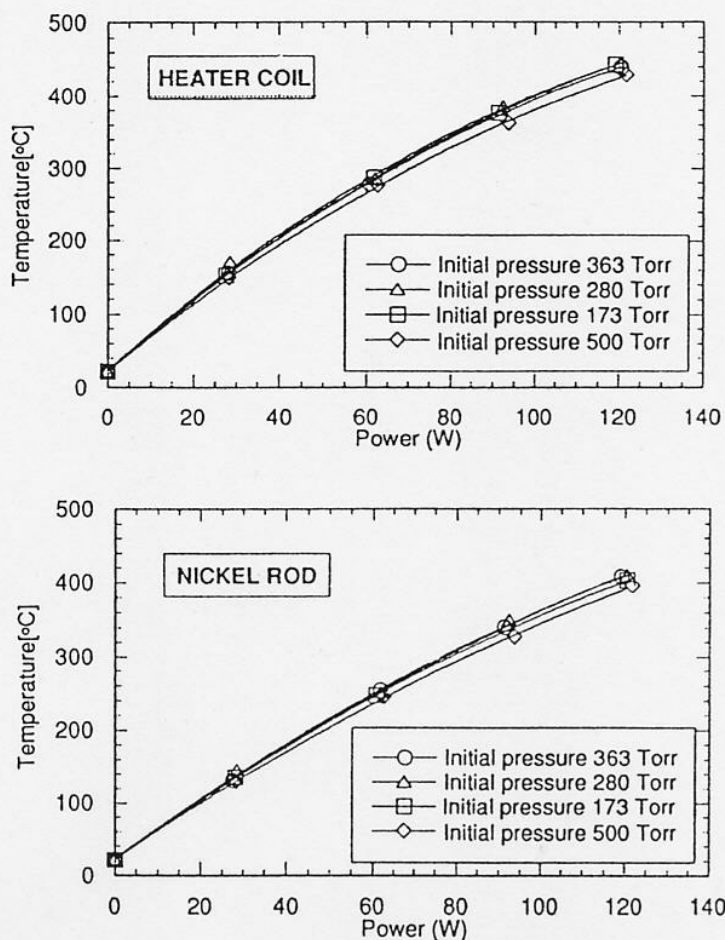 500
HEATER COIL
400
300
Temperature[oC]
200
Initial pressure 363 Torr
Initial pressure 280 Torr
100
Initial pressure 173 Torr
Initial pressure 500 Torr
0
0 20 40 60 80 100 120 140
Power (W)
500
NICKEL ROD
400
300
Temperature[oC]
200
Initial pressure 363 Torr
Initial pressure 280 Torr
100
Initial pressure 173 Torr
Initial pressure 500 Torr
0
0 20 40 60 80 100 120 140
Power (W)